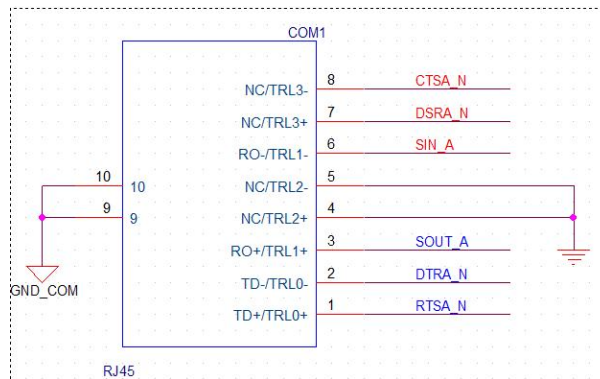 COM1
NC/TRL3- 8 CTSA_N
NC/TRL3+ 7 DSRA_N
RO-/TRL1- 6 SIN_A
10 10 NC/TRL2- 5
9 9 NC/TRL2+ 4
RO+/TRL1+ 3 SOUT_A
TD-/TRL0- 2 DTRA_N
GND_COM
TD+/TRL0+ 1 RTSA_N
RJ45